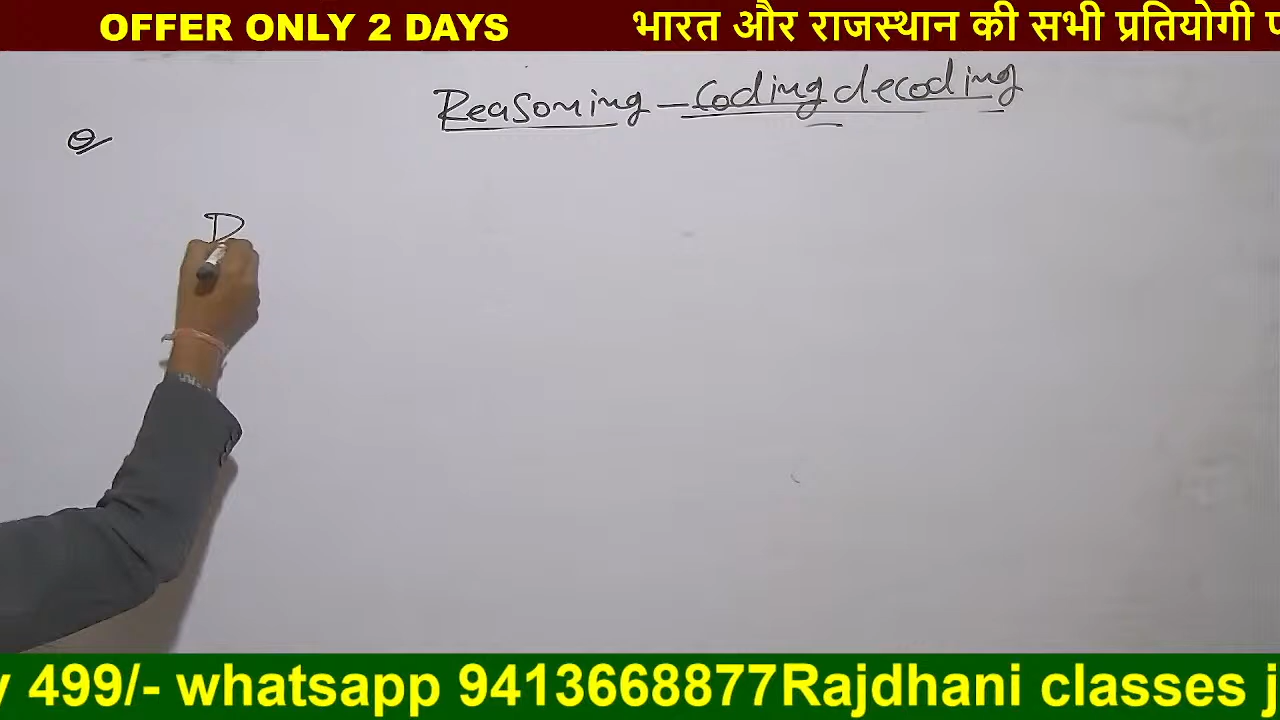 OFFER ONLY 2 DAYS भारत और राजस्थान की सभी प्रतियोगी
Reasoning - Coding decoding
Q
D
499/- whatsapp 9413668877Rajdhani classes